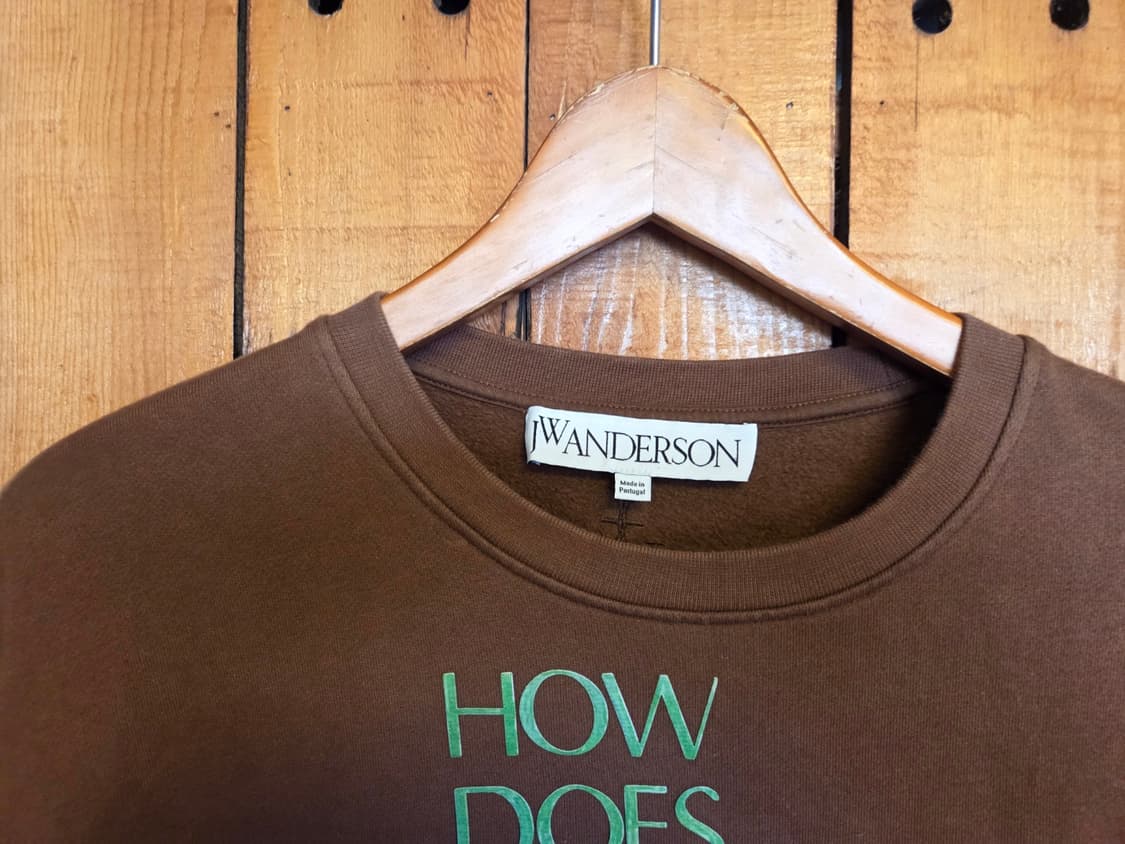 JWANDERSON
Made in
Portugal
HOW
DOES